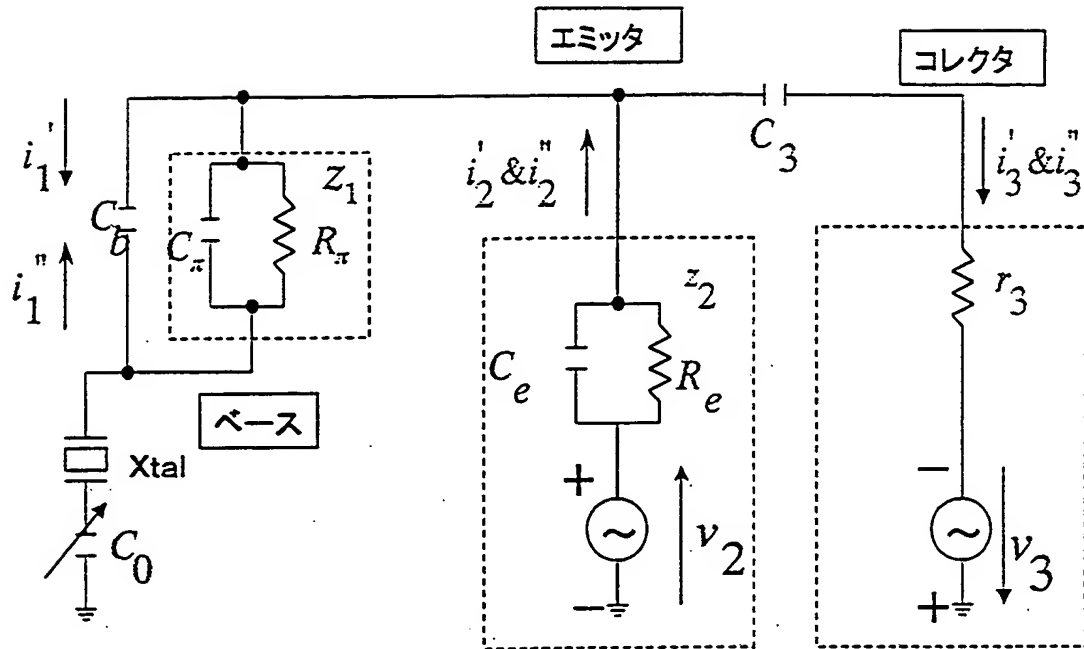 エミッタ
コレクタ
i1'
Cb
i1"
Cπ
Rπ
Z1
i2' & i2"
C3
i3' & i3"
z2
Ce
Re
r3
ベース
Xtal
C0
+
~
−
v2
−
~
+
v3